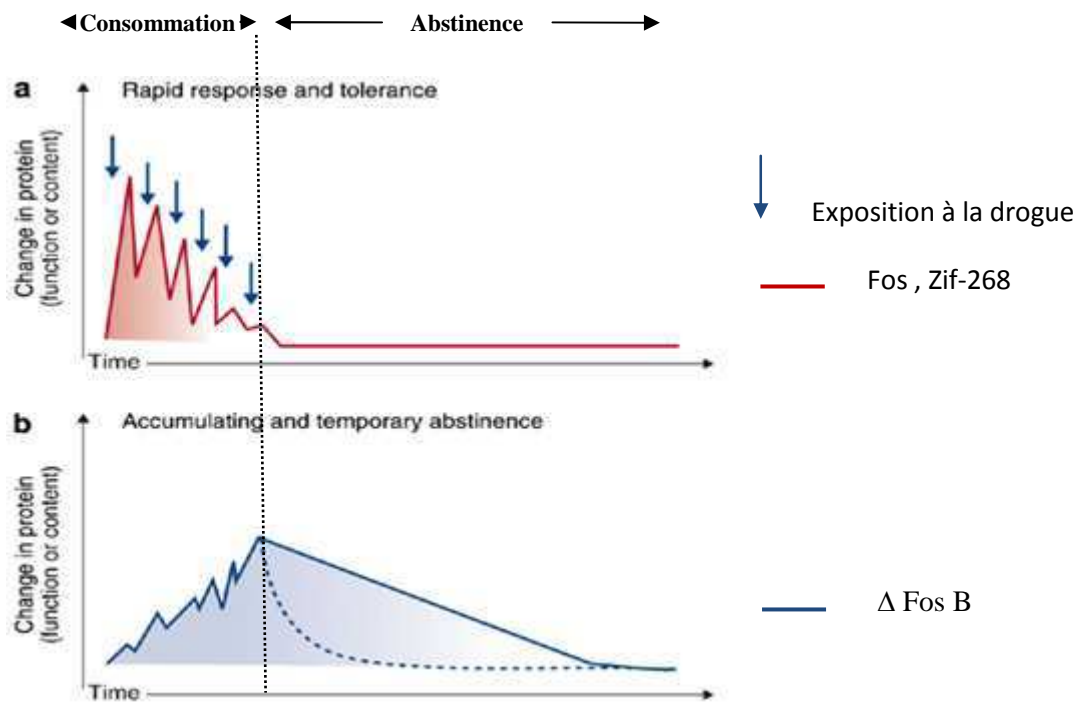 Consommation Abstinence
a Rapid response and tolerance
Change in protein
(function or content)
Time
Exposition à la drogue
Fos , Zif-268
b Accumulating and temporary abstinence
Change in protein
(function or content)
Time
Δ Fos B